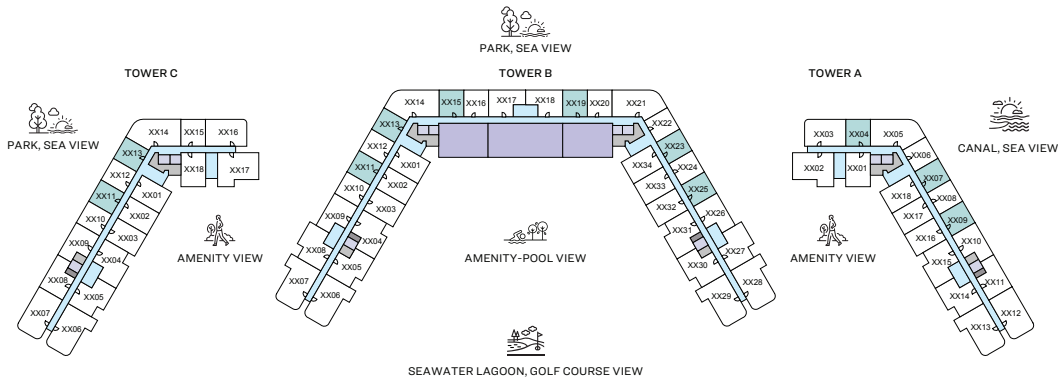 PARK, SEA VIEW
TOWER C
TOWER B
TOWER A
PARK, SEA VIEW
CANAL, SEA VIEW
XX14
XX15
XX16
XX13
XX12
XX11
XX10
XX09
XX08
XX07
XX06
XX05
XX04
XX03
XX02
XX01
XX18
XX17
AMENITY VIEW
XX14
XX15
XX16
XX17
XX18
XX19
XX20
XX21
XX13
XX12
XX11
XX10
XX09
XX08
XX07
XX06
XX05
XX04
XX03
XX02
XX01
XX22
XX23
XX24
XX25
XX26
XX27
XX28
XX29
XX30
XX31
XX32
XX33
XX34
AMENITY-POOL VIEW
XX03
XX04
XX05
XX02
XX01
XX06
XX07
XX08
XX09
XX10
XX11
XX12
XX13
XX14
XX15
XX16
XX17
XX18
AMENITY VIEW
SEAWATER LAGOON, GOLF COURSE VIEW